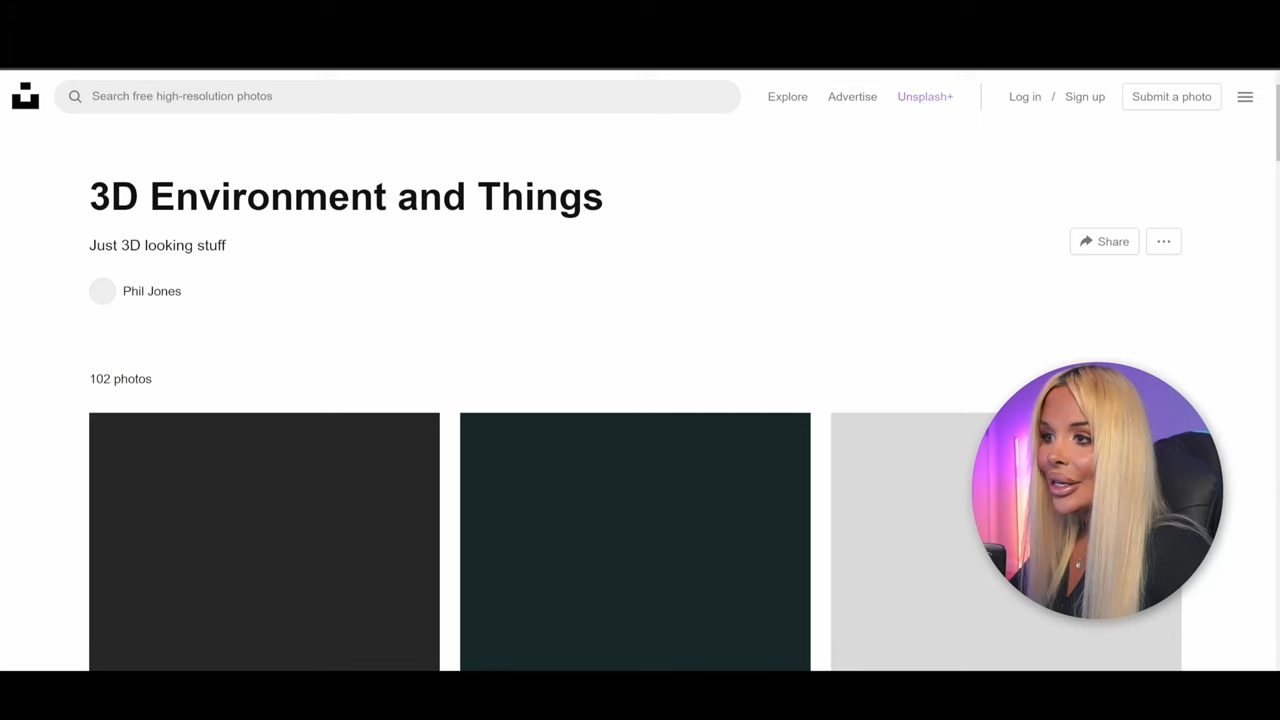 Search free high-resolution photos
Explore
Advertise
Unsplash+
Log in / Sign up
Submit a photo
3D Environment and Things
Just 3D looking stuff
Share
Phil Jones
102 photos